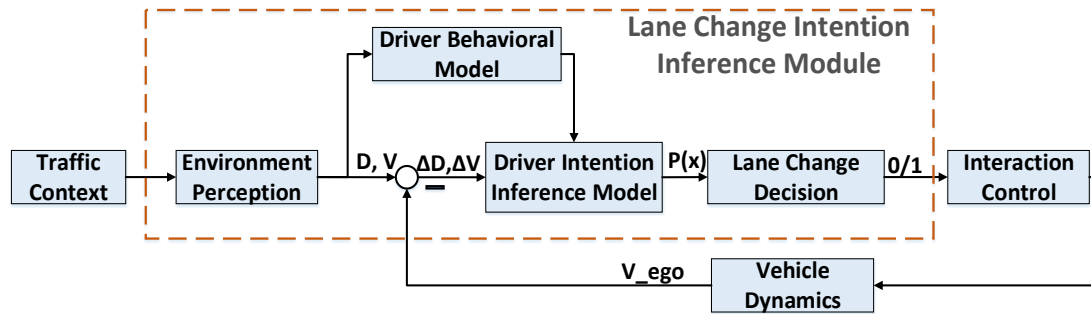 Lane Change Intention
Inference Module
Driver Behavioral
Model
Traffic
Context
Environment
Perception
D, V
ΔD,ΔV
Driver Intention
Inference Model
P(x)
Lane Change
Decision
0/1
Interaction
Control
V_ego
Vehicle
Dynamics